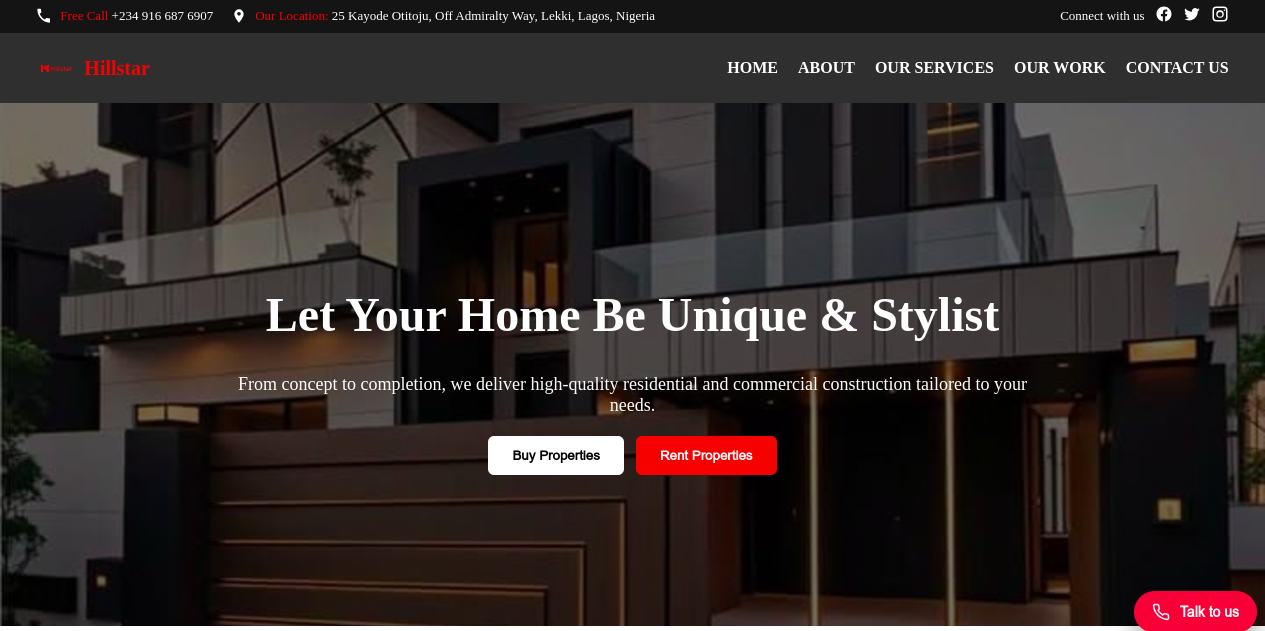 Free Call +234 916 687 6907 Our Location: 25 Kayode Otitoju, Off Admiralty Way, Lekki, Lagos, Nigeria Connect with us
Hillstar HOME ABOUT OUR SERVICES OUR WORK CONTACT US
Let Your Home Be Unique & Stylist
From concept to completion, we deliver high-quality residential and commercial construction tailored to your
needs.
Buy Properties Rent Properties
Talk to us